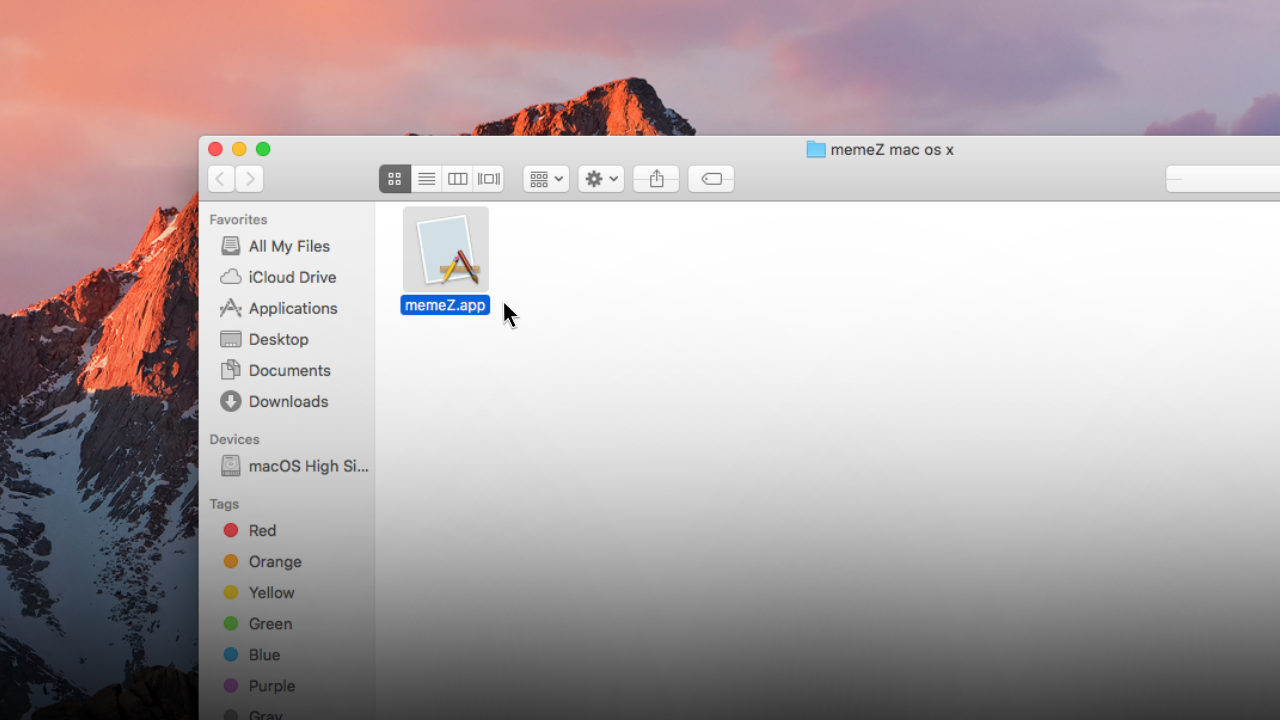 memeZ mac os x
Favorites
All My Files
iCloud Drive
Applications
Desktop
Documents
Downloads
Devices
macOS High Si...
Tags
Red
Orange
Yellow
Green
Blue
Purple
Gray
memeZ.app